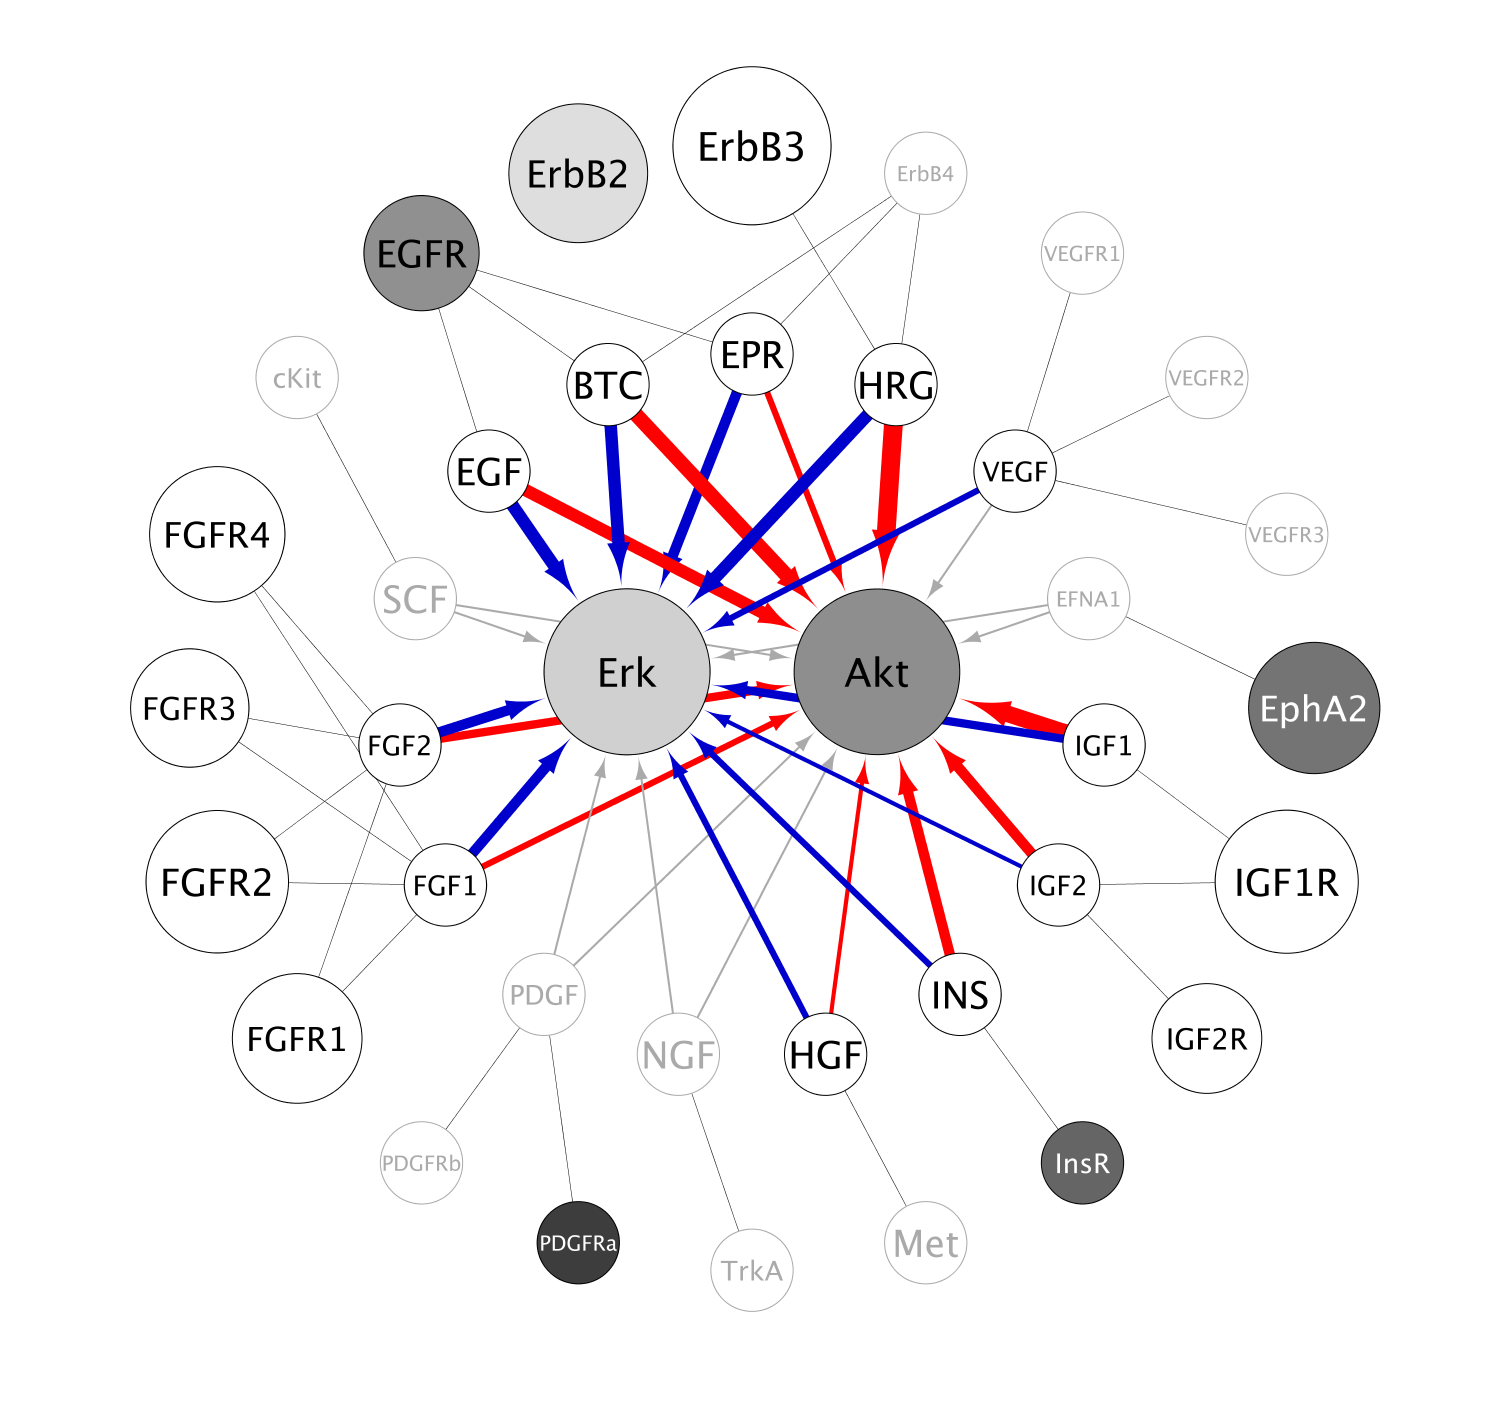 ErbB3
ErbB2
ErbB4
EGFR
VEGFR1
EPR
cKit
BTC
HRG
VEGFR2
EGF
VEGF
FGFR4
VEGFR3
SCF
EFNA1
Erk
Akt
FGFR3
EphA2
FGF2
IGF1
FGFR2
FGF1
IGF2
IGF1R
PDGF
INS
FGFR1
NGF
HGF
IGF2R
PDGFRb
InsR
PDGFRa
TrkA
Met